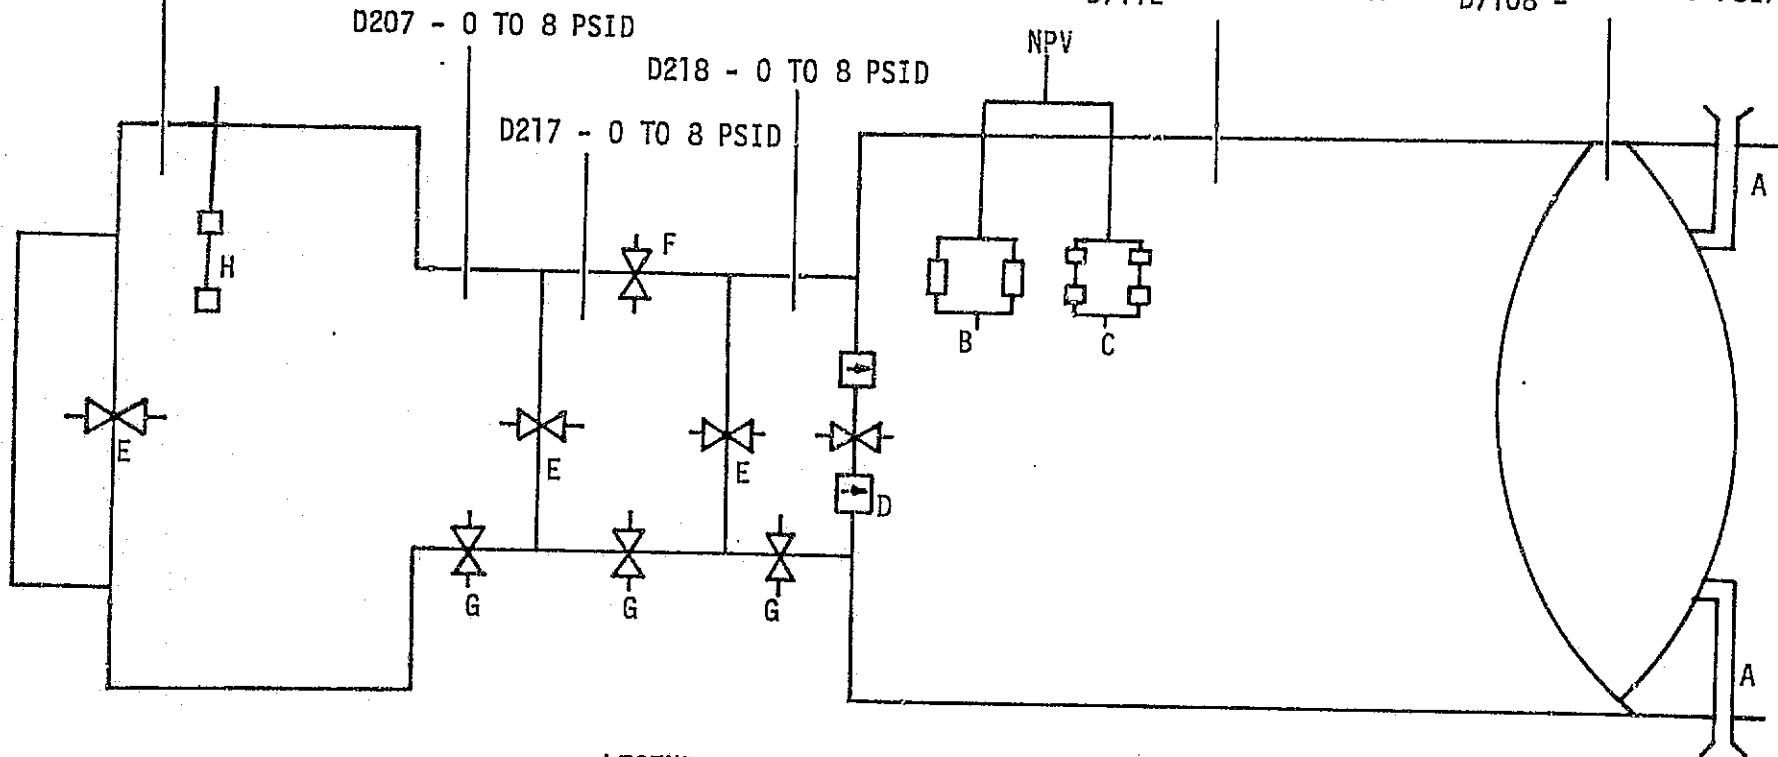 D207 - 0 TO 8 PSID
NPV
D218 - 0 TO 8 PSID
D217 - 0 TO 8 PSID
A
F
H
B
C
E
E
E
D
G
G
G
A